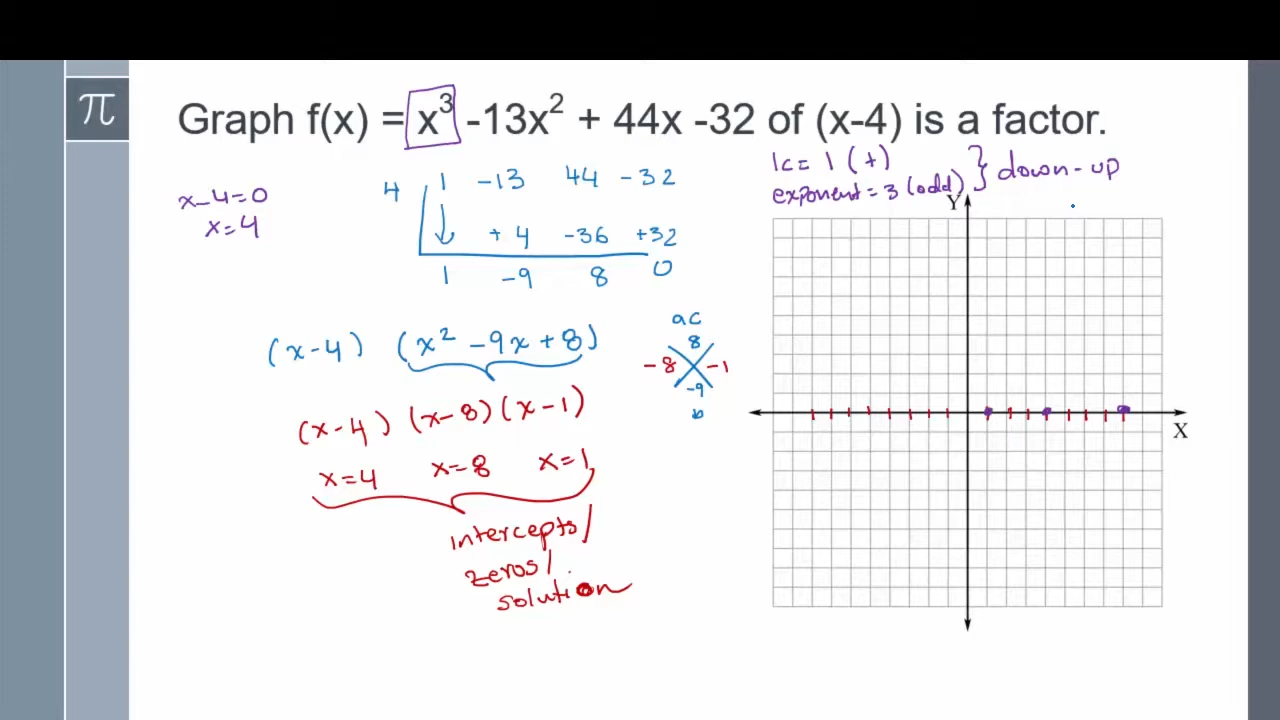 π
Graph f(x) = x³ -13x² + 44x -32 of (x-4) is a factor.
lc = 1 (+)
exponent = 3 (odd) } down - up
x-4=0
x=4
4 1 -13 44 -32
↓ +4 -36 +32
1 -9 8 0
(x-4) (x² -9x+8)
ac
8
-8 -1
-9
b
(x-4) (x-8)(x-1)
x=4 x=8 x=1
intercepts/
zeros/
solution
Y
X